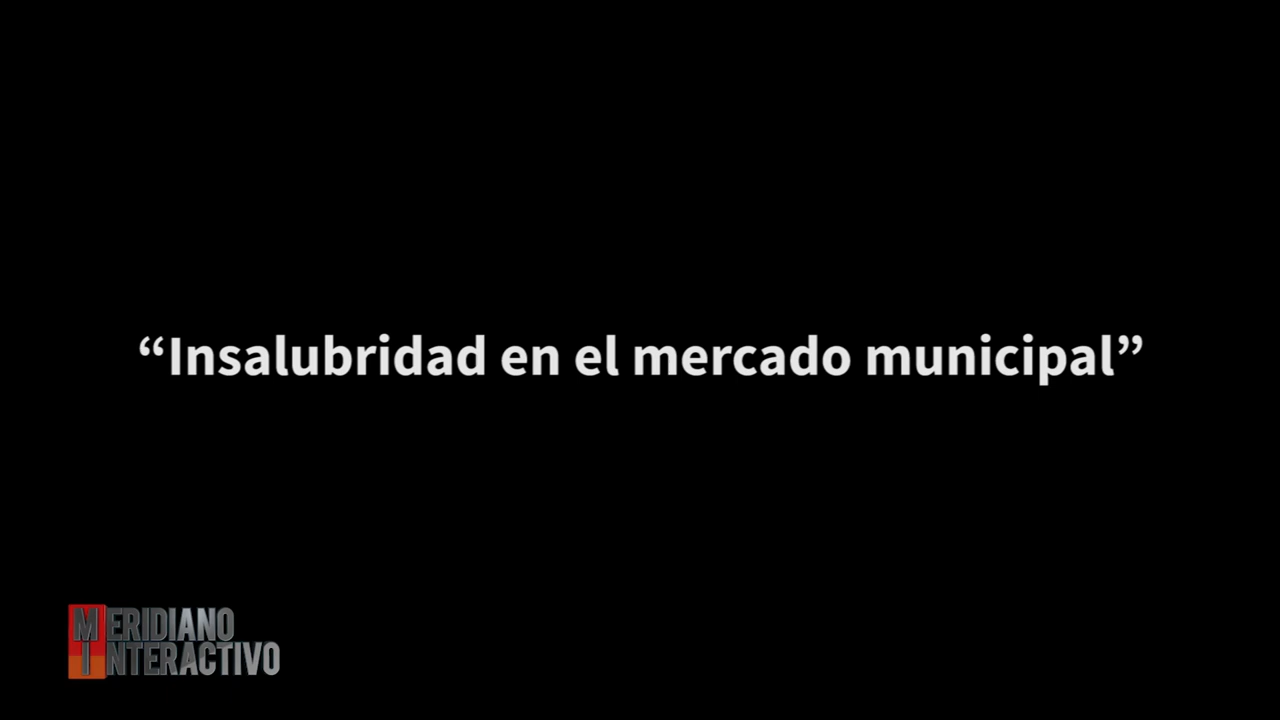 “Insalubridad en el mercado municipal”
MERIDIANO
INTERACTIVO